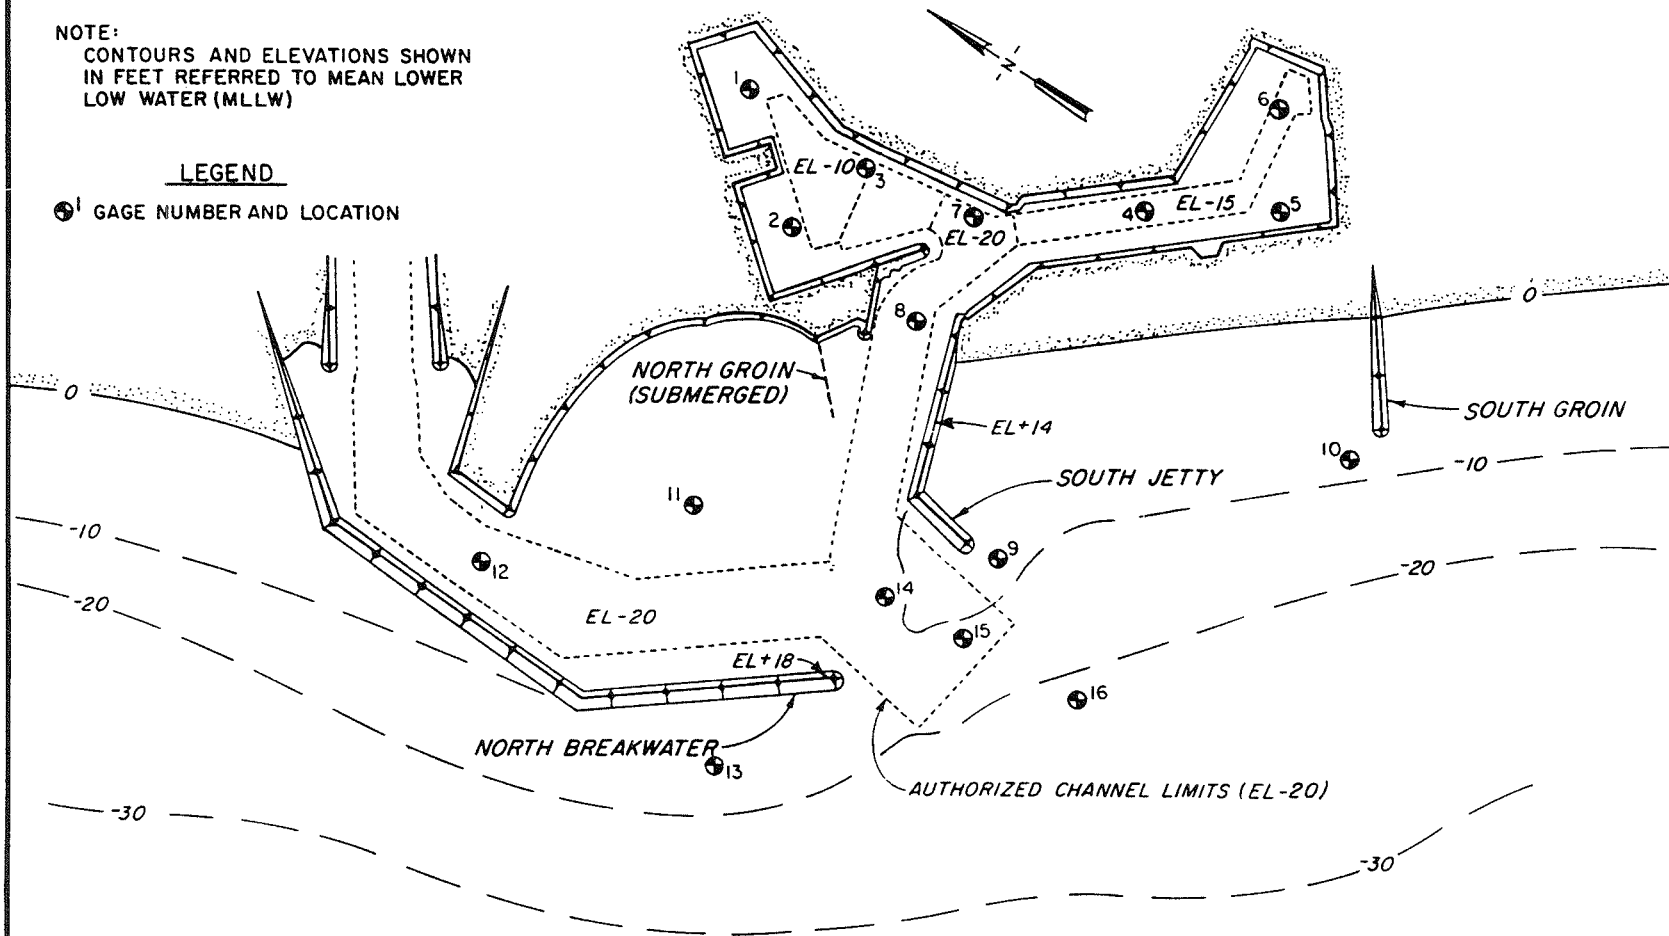 NOTE:
CONTOURS AND ELEVATIONS SHOWN
IN FEET REFERRED TO MEAN LOWER
LOW WATER (MLLW)
LEGEND
1 GAGE NUMBER AND LOCATION
N
1
2
EL-10
3
7
EL-20
4
EL-15
5
6
8
0
0
NORTH GROIN
(SUBMERGED)
EL+14
SOUTH GROIN
10
-10
SOUTH JETTY
11
9
-10
12
14
-20
-20
EL-20
15
EL+18
16
NORTH BREAKWATER
13
AUTHORIZED CHANNEL LIMITS (EL-20)
-30
-30